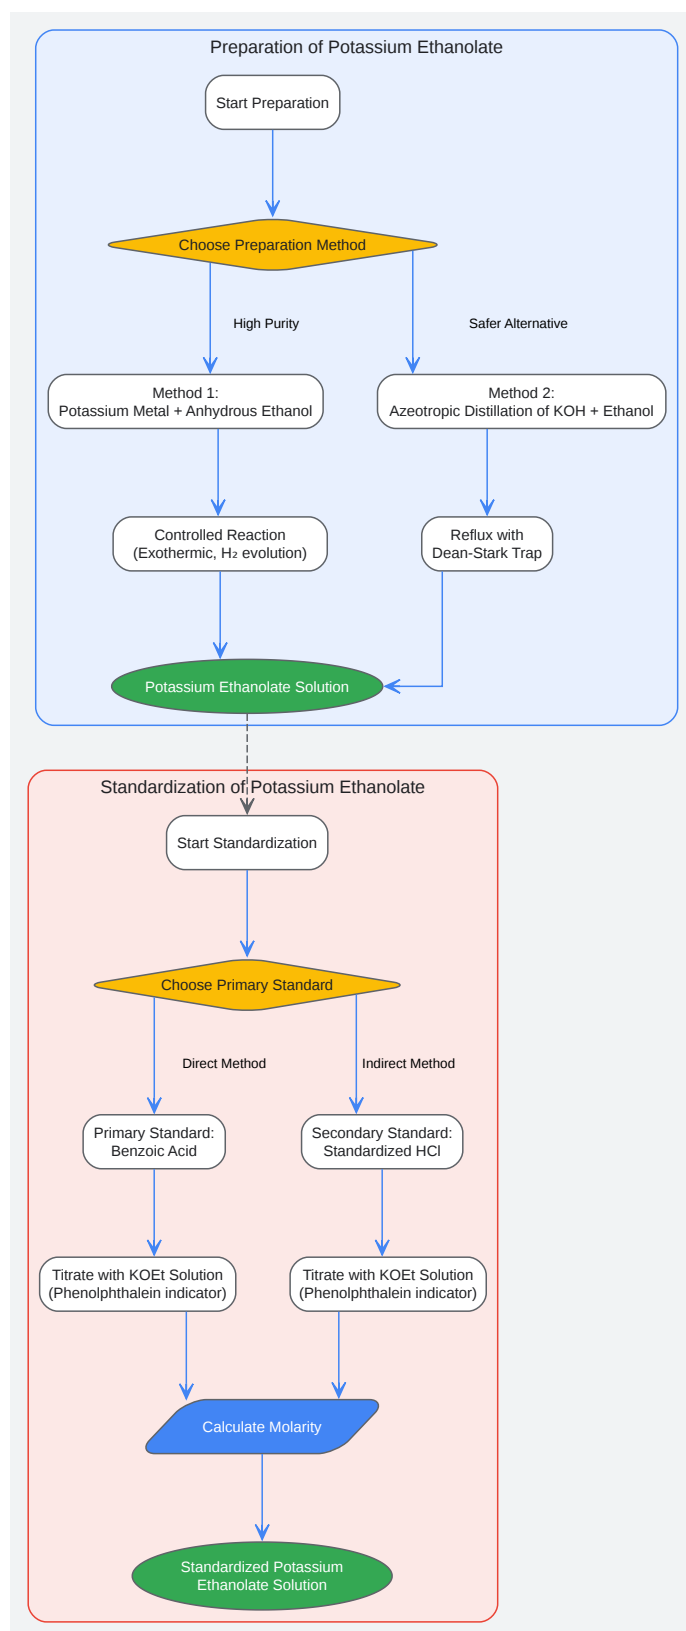 Preparation of Potassium Ethanolate
Start Preparation
Choose Preparation Method
High Purity
Safer Alternative
Method 1:
Potassium Metal + Anhydrous Ethanol
Method 2:
Azeotropic Distillation of KOH + Ethanol
Controlled Reaction
(Exothermic, H₂ evolution)
Reflux with
Dean-Stark Trap
Potassium Ethanolate Solution
Standardization of Potassium Ethanolate
Start Standardization
Choose Primary Standard
Direct Method
Indirect Method
Primary Standard:
Benzoic Acid
Secondary Standard:
Standardized HCl
Titrate with KOEt Solution
(Phenolphthalein indicator)
Titrate with KOEt Solution
(Phenolphthalein indicator)
Calculate Molarity
Standardized Potassium
Ethanolate Solution